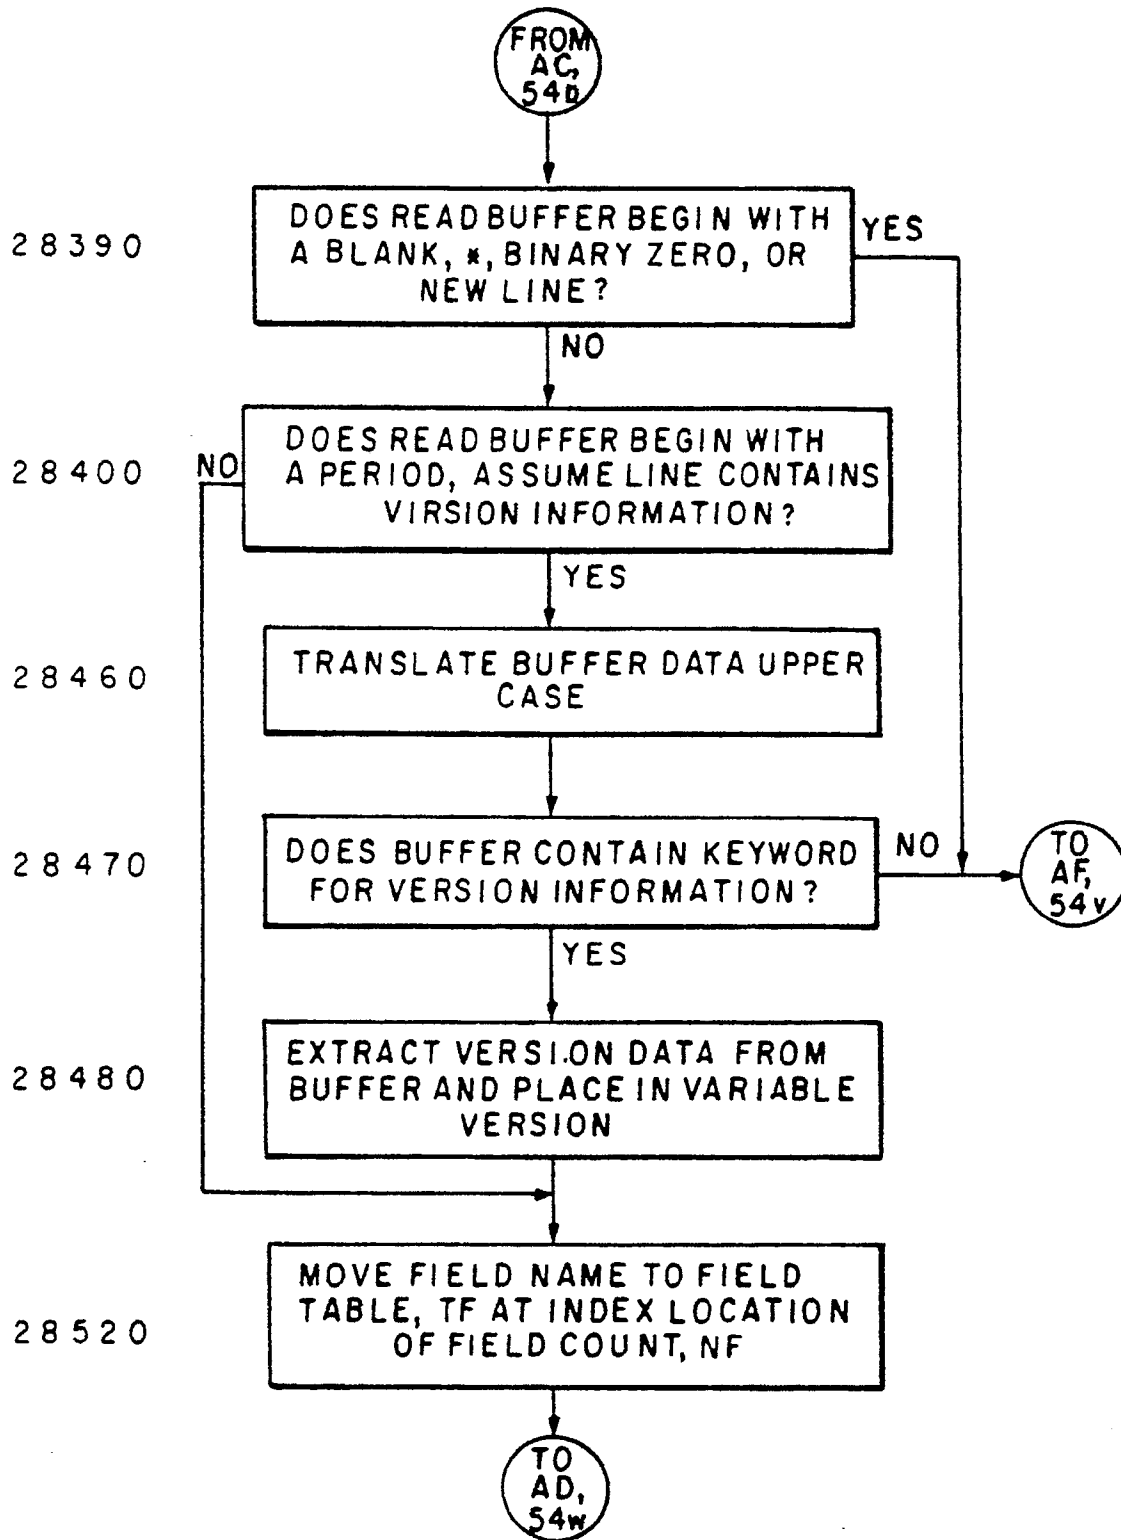 FROM
AC,
54D
28390
DOES READ BUFFER BEGIN WITH
A BLANK, *, BINARY ZERO, OR
NEW LINE?
YES
NO
28400
NO
DOES READ BUFFER BEGIN WITH
A PERIOD, ASSUME LINE CONTAINS
VIRSION INFORMATION?
YES
28460
TRANSLATE BUFFER DATA UPPER
CASE
28470
DOES BUFFER CONTAIN KEYWORD
FOR VERSION INFORMATION?
NO
TO
AF,
54v
YES
28480
EXTRACT VERSION DATA FROM
BUFFER AND PLACE IN VARIABLE
VERSION
28520
MOVE FIELD NAME TO FIELD
TABLE, TF AT INDEX LOCATION
OF FIELD COUNT, NF
TO
AD,
54w